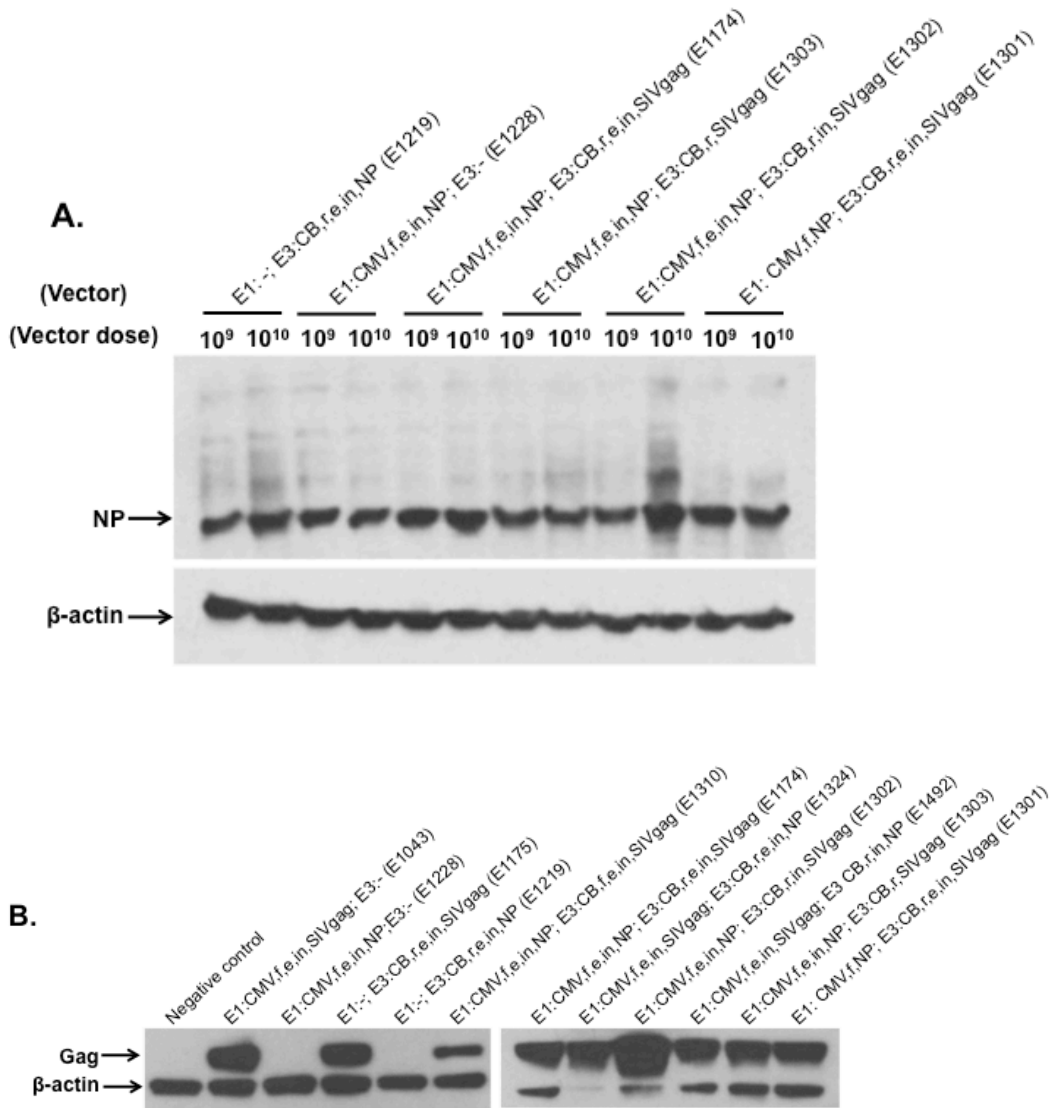 A.
E1: -; E3:CB,r,e,in,NP (E1219)
E1:CMV,f,e,in,NP; E3:- (E1228)
E1:CMV,f,e,in,NP; E3:CB,r,e,in,SIVgag (E1174)
E1:CMV,f,e,in,NP; E3:CB,r,SIVgag (E1303)
E1:CMV,f,e,in,NP; E3:CB,r,in,SIVgag (E1302)
E1: CMV,f,NP; E3:CB,r,e,in,SIVgag (E1301)
(Vector)
(Vector dose) 10⁹ 10¹⁰ 10⁹ 10¹⁰ 10⁹ 10¹⁰ 10⁹ 10¹⁰ 10⁹ 10¹⁰ 10⁹ 10¹⁰
NP
β-actin
B.
Negative control
E1:CMV,f,e,in,SIVgag; E3:- (E1043)
E1:CMV,f,e,in,NP;E3:- (E1228)
E1:-; E3:CB,r,e,in,SIVgag (E1175)
E1:-; E3:CB,r,e,in,NP (E1219)
E1:CMV,f,e,in,NP; E3:CB,f,e,in,SIVgag (E1310)
E1:CMV,f,e,in,NP; E3:CB,r,e,in,SIVgag (E1174)
E1:CMV,f,e,in,SIVgag; E3:CB,r,e,in,NP (E1324)
E1:CMV,f,e,in,NP; E3:CB,r,in,SIVgag (E1302)
E1:CMV,f,e,in,SIVgag; E3 CB,r,in,NP (E1492)
E1:CMV,f,e,in,NP; E3:CB,r,SIVgag (E1303)
E1: CMV,f,NP; E3:CB,r,e,in,SIVgag (E1301)
Gag
β-actin